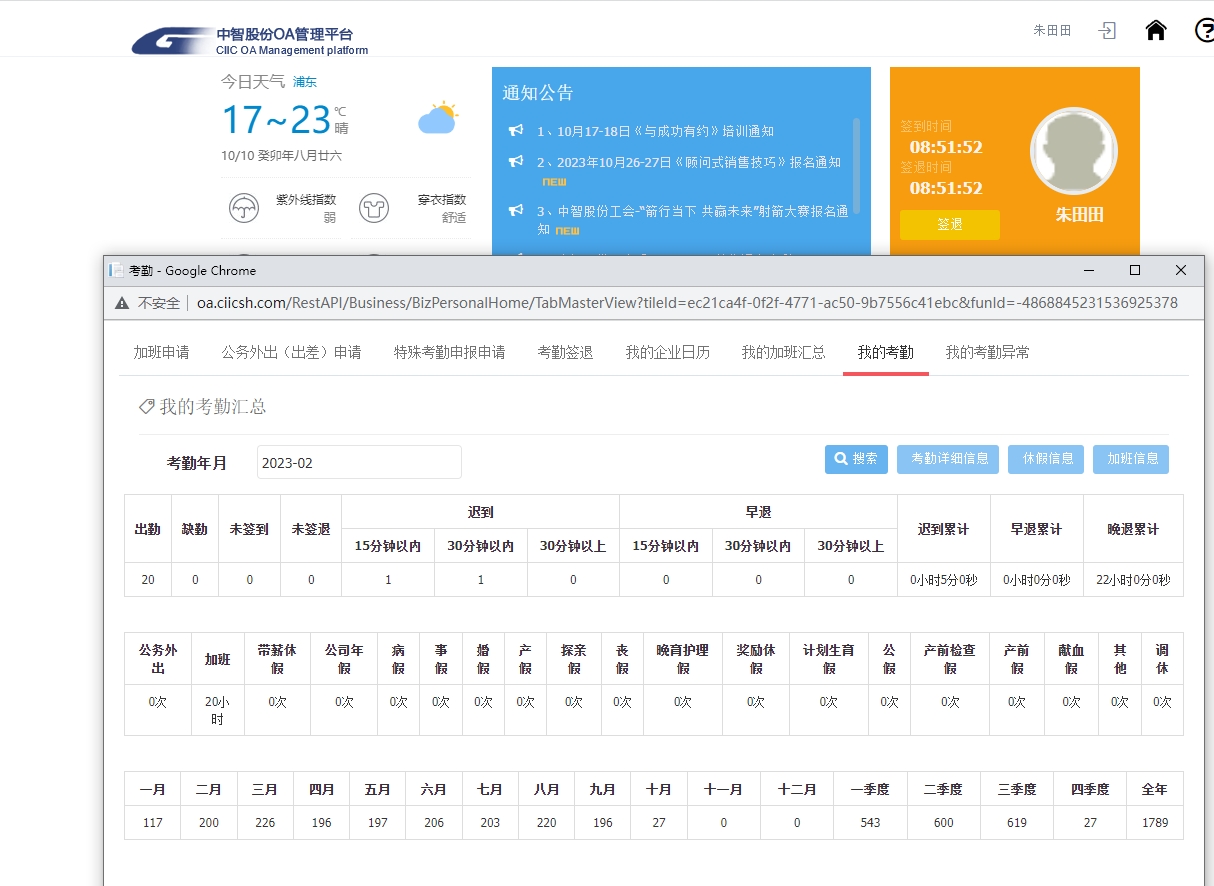 中智股份OA管理平台
CIIC OA Management platform
朱田田
今日天气 浦东
17~23
℃
晴
10/10 癸卯年八月廿六
紫外线指数
弱
穿衣指数
舒适
通知公告
1、10月17-18日《与成功有约》培训通知
2、2023年10月26-27日《顾问式销售技巧》报名通知
NEW
3、中智股份工会-“箭行当下 共赢未来”射箭大赛报名通
知 NEW
签到时间
08:51:52
签退时间
08:51:52
签退
朱田田
考勤 - Google Chrome
不安全 oa.ciicsh.com/RestAPI/Business/BizPersonalHome/TabMasterView?tileId=ec21ca4f-0f2f-4771-ac50-9b7556c41ebc&funId=-4868845231536925378
加班申请 公务外出（出差）申请 特殊考勤申报申请 考勤签退 我的企业日历 我的加班汇总 我的考勤 我的考勤异常
我的考勤汇总
考勤年月 2023-02 搜索 考勤详细信息 休假信息 加班信息
出勤 缺勤 未签到 未签退 迟到 早退 迟到累计 早退累计 晚退累计
15分钟以内 30分钟以内 30分钟以上 15分钟以内 30分钟以内 30分钟以上
20 0 0 0 1 1 0 0 0 0 0小时5分0秒 0小时0分0秒 22小时0分0秒
公务外出 加班 带薪休假 公司年假 病假 事假 婚假 产假 探亲假 丧假 晚育护理假 奖励休假 计划生育假 公假 产前检查假 产前假 献血假 其他 调休
0次 20小时 0次 0次 0次 0次 0次 0次 0次 0次 0次 0次 0次 0次 0次 0次 0次 0次 0次
一月 二月 三月 四月 五月 六月 七月 八月 九月 十月 十一月 十二月 一季度 二季度 三季度 四季度 全年
117 200 226 196 197 206 203 220 196 27 0 0 543 600 619 27 1789